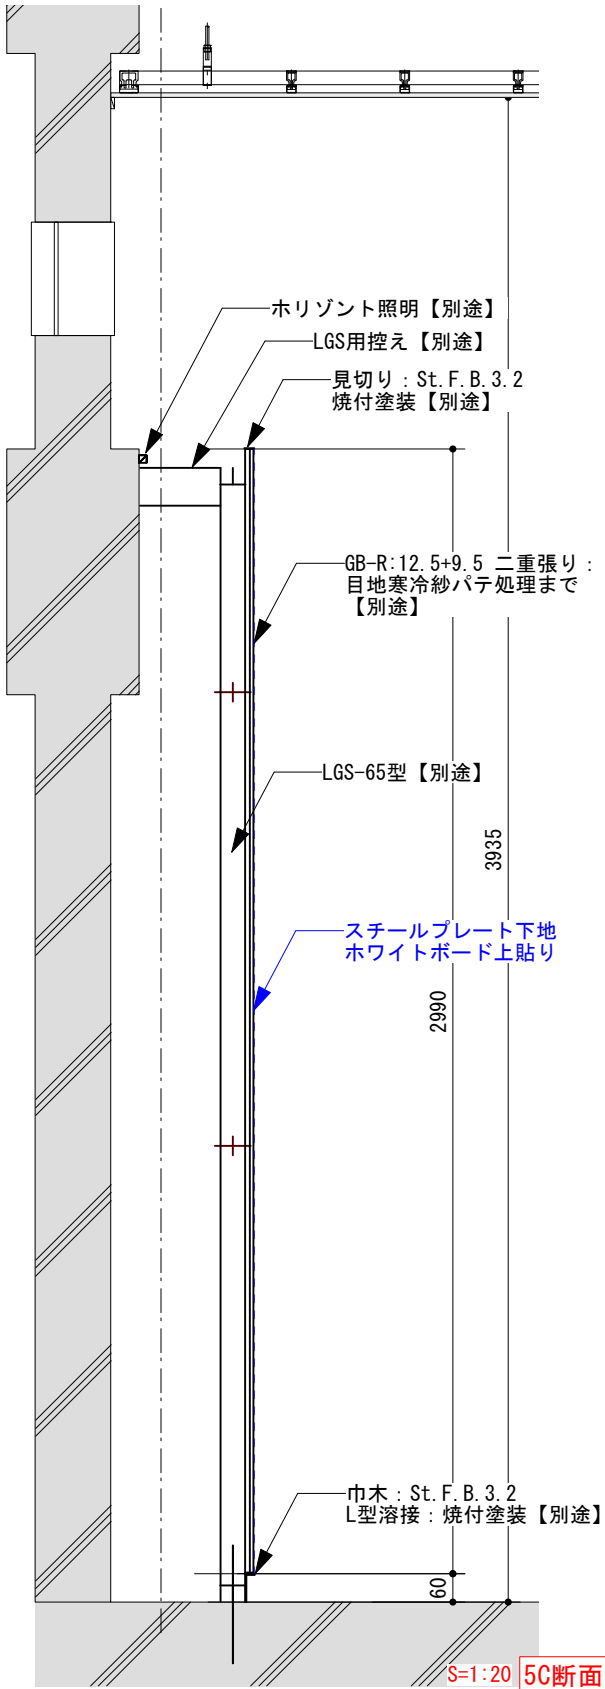 ホリゾント照明【別途】
LGS用控え【別途】
見切り：St.F.B.3.2
焼付塗装【別途】
GB-R:12.5+9.5 二重張り：
目地寒冷紗パテ処理まで
【別途】
LGS-65型【別途】
3935
スチールプレート下地
ホワイトボード上貼り
2990
巾木：St.F.B.3.2
L型溶接：焼付塗装【別途】
60
S=1:20 5C断面